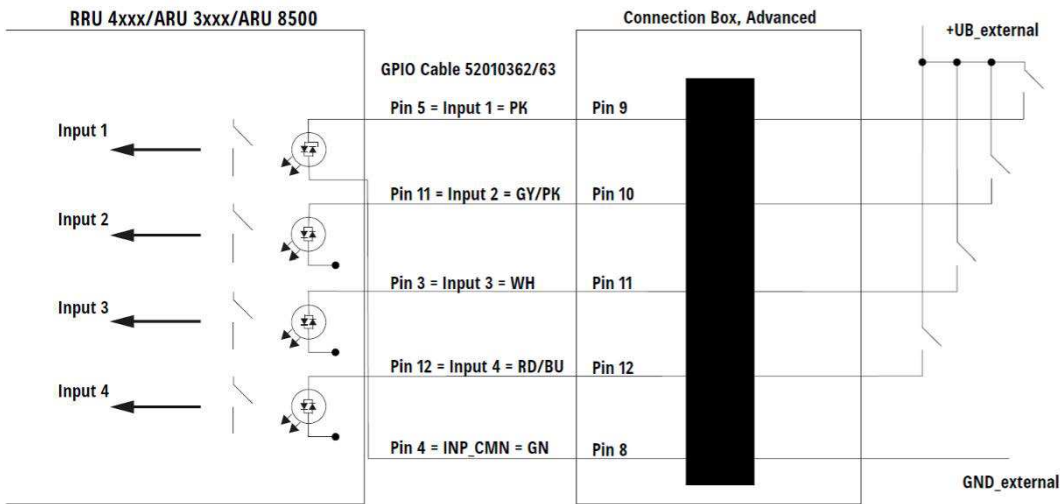 RRU 4xxx/ARU 3xxx/ARU 8500
Connection Box, Advanced
+UB_external
GPIO Cable 52010362/63
Pin 5 = Input 1 = PK
Pin 9
Input 1
Pin 11 = Input 2 = GY/PK
Pin 10
Input 2
Pin 3 = Input 3 = WH
Pin 11
Input 3
Pin 12 = Input 4 = RD/BU
Pin 12
Input 4
Pin 4 = INP_CMN = GN
Pin 8
GND_external